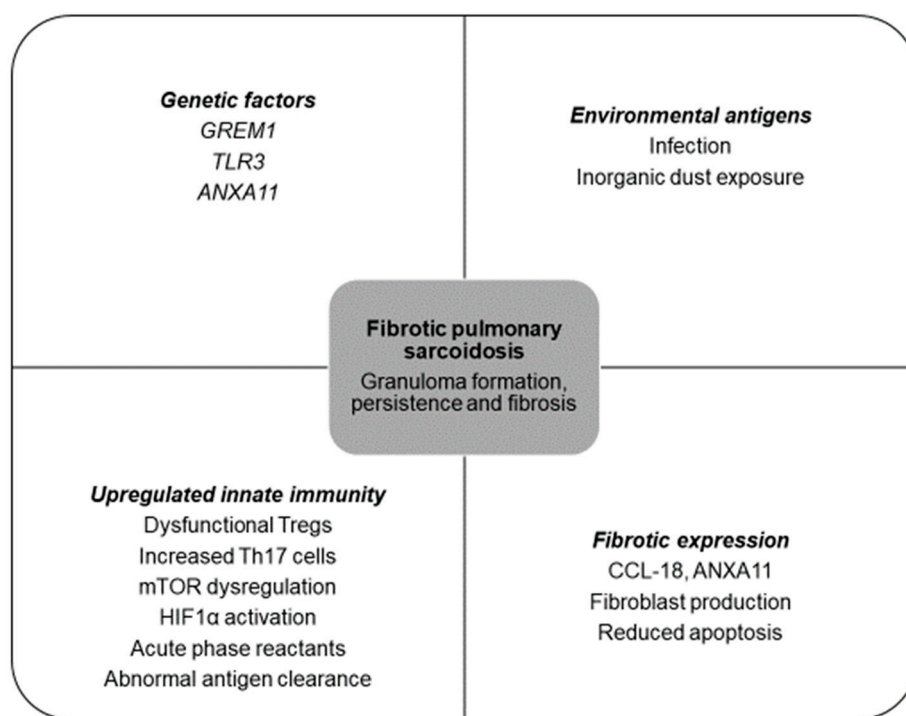 Genetic factors
GREM1
TLR3
ANXA11
Environmental antigens
Infection
Inorganic dust exposure
Fibrotic pulmonary
sarcoidosis
Granuloma formation,
persistence and fibrosis
Upregulated innate immunity
Dysfunctional Tregs
Increased Th17 cells
mTOR dysregulation
HIF1α activation
Acute phase reactants
Abnormal antigen clearance
Fibrotic expression
CCL-18, ANXA11
Fibroblast production
Reduced apoptosis